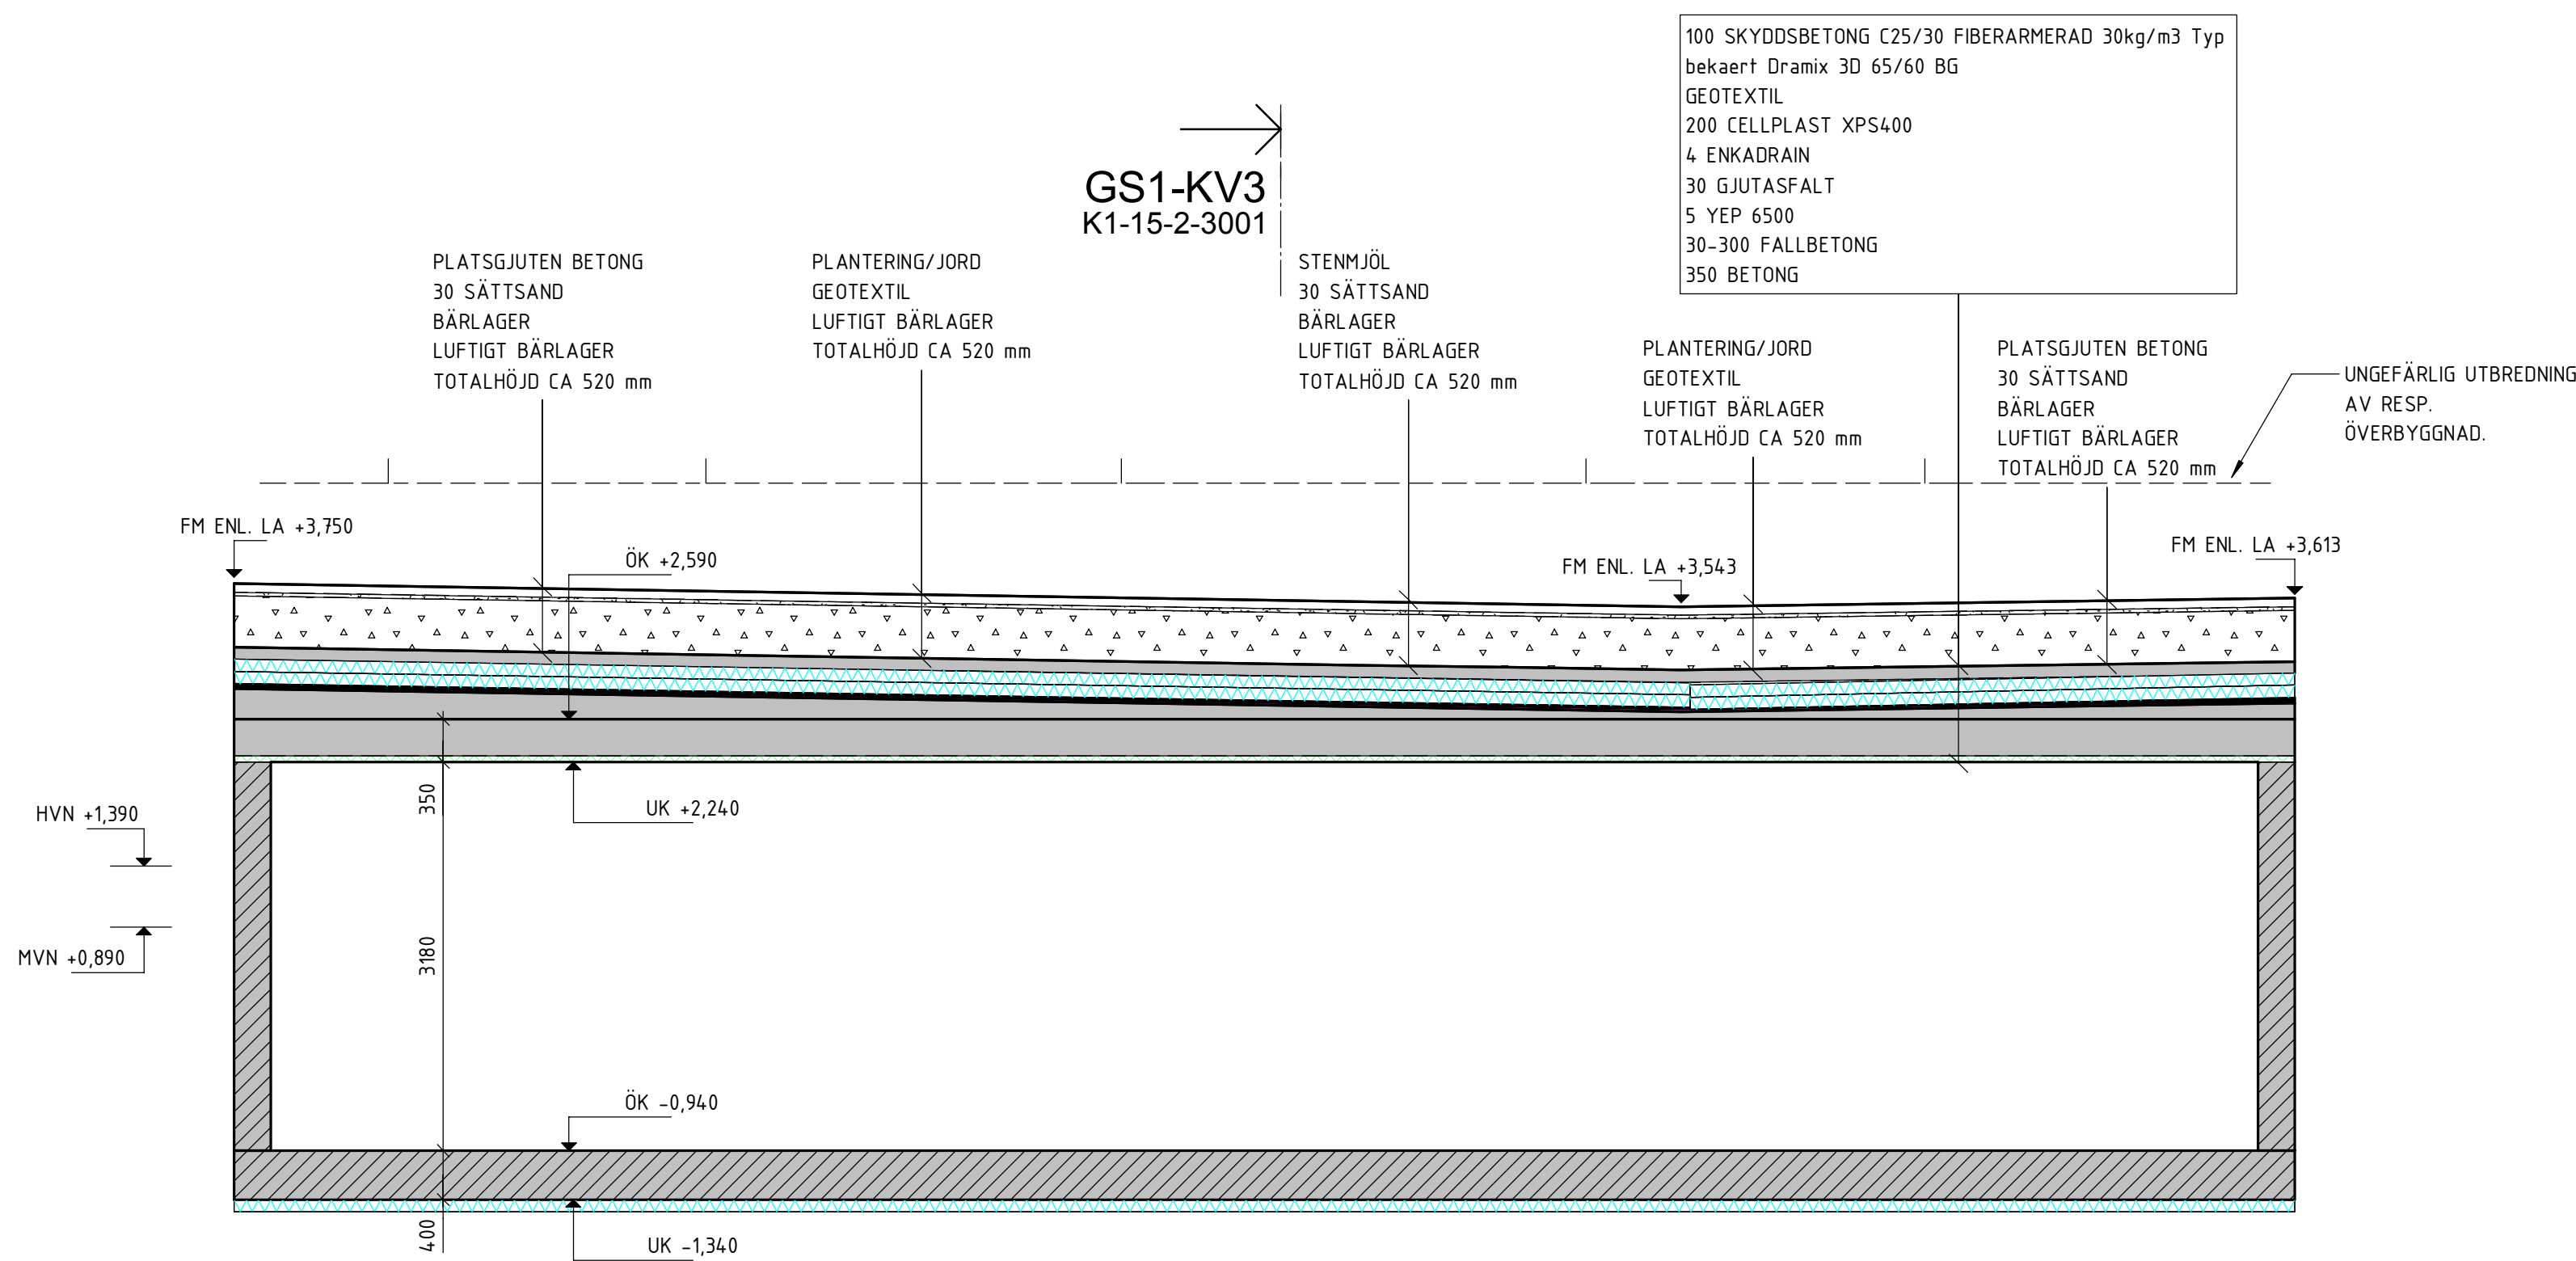 100 SKYDDSBETONG C25/30 FIBERARMERAD 30kg/m3 Typ
bekaert Dramix 3D 65/60 BG
GEOTEXTIL
200 CELLPLAST XPS400
4 ENKADRAIN
30 GJUTASFALT
5 YEP 6500
30-300 FALLBETONG
350 BETONG
GS1-KV3
K1-15-2-3001
PLATSGJUTEN BETONG
30 SÄTTSAND
BÄRLAGER
LUFTIGT BÄRLAGER
TOTALHÖJD CA 520 mm
PLANTERING/JORD
GEOTEXTIL
LUFTIGT BÄRLAGER
TOTALHÖJD CA 520 mm
STENMJÖL
30 SÄTTSAND
BÄRLAGER
LUFTIGT BÄRLAGER
TOTALHÖJD CA 520 mm
PLANTERING/JORD
GEOTEXTIL
LUFTIGT BÄRLAGER
TOTALHÖJD CA 520 mm
PLATSGJUTEN BETONG
30 SÄTTSAND
BÄRLAGER
LUFTIGT BÄRLAGER
TOTALHÖJD CA 520 mm
UNGEFÄRLIG UTBREDNING
AV RESP.
ÖVERBYGGNAD.
FM ENL. LA +3,750
ÖK +2,590
FM ENL. LA +3,543
FM ENL. LA +3,613
350
UK +2,240
HVN +1,390
MVN +0,890
3180
ÖK -0,940
400
UK -1,340